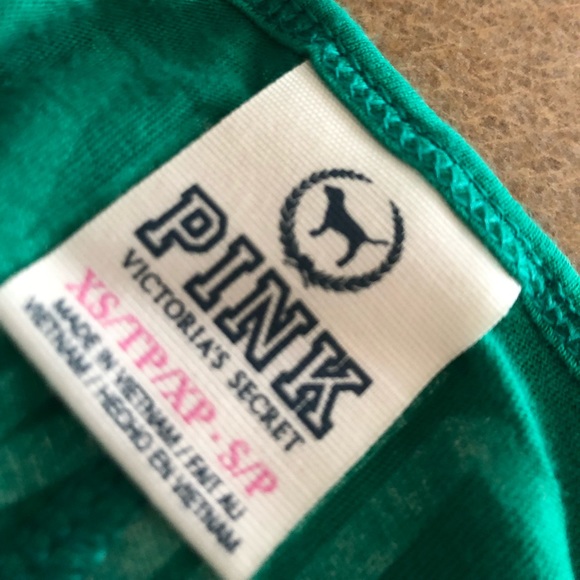 PINK
VICTORIA'S SECRET
XS/TP/XP · S/P
MADE IN VIETNAM / FAIT AU
VIETNAM / HECHO EN VIETNAM